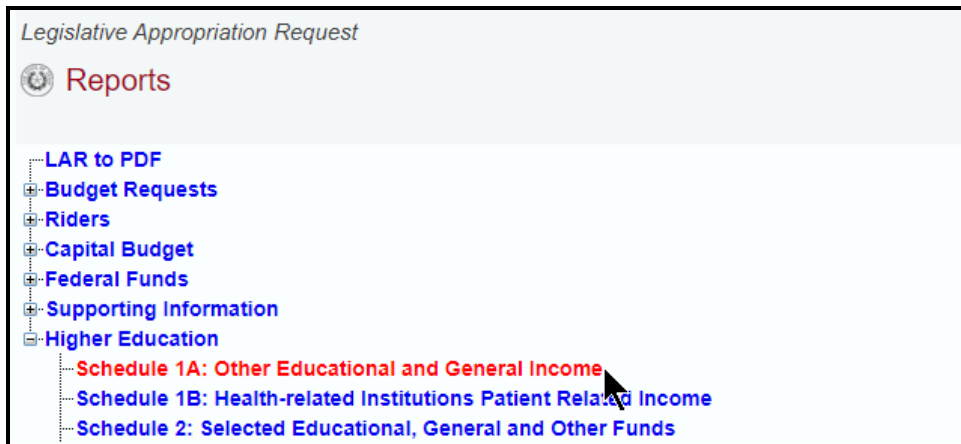 Legislative Appropriation Request
Reports
LAR to PDF
Budget Requests
Riders
Capital Budget
Federal Funds
Supporting Information
Higher Education
Schedule 1A: Other Educational and General Income
Schedule 1B: Health-related Institutions Patient Related Income
Schedule 2: Selected Educational, General and Other Funds